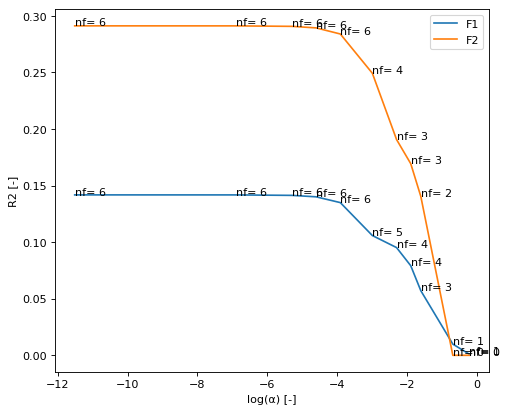 0.30
0.25
0.20
0.15
0.10
0.05
0.00
R2 [-]
nf= 6
nf= 6
nf= 6
nf= 6
nf= 6
nf= 4
nf= 3
nf= 3
nf= 2
nf= 6
nf= 6
nf= 6
nf= 6
nf= 6
nf= 5
nf= 4
nf= 4
nf= 3
nf= 1
F1
F2
−12
−10
−8
−6
−4
−2
0
log(α) [-]